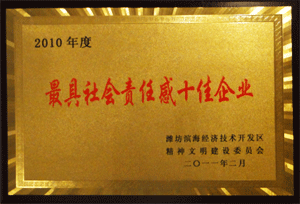 2010 年度
最具社会责任感十佳企业
潍坊滨海经济技术开发区
精神文明建设委员会
二〇一一年二月